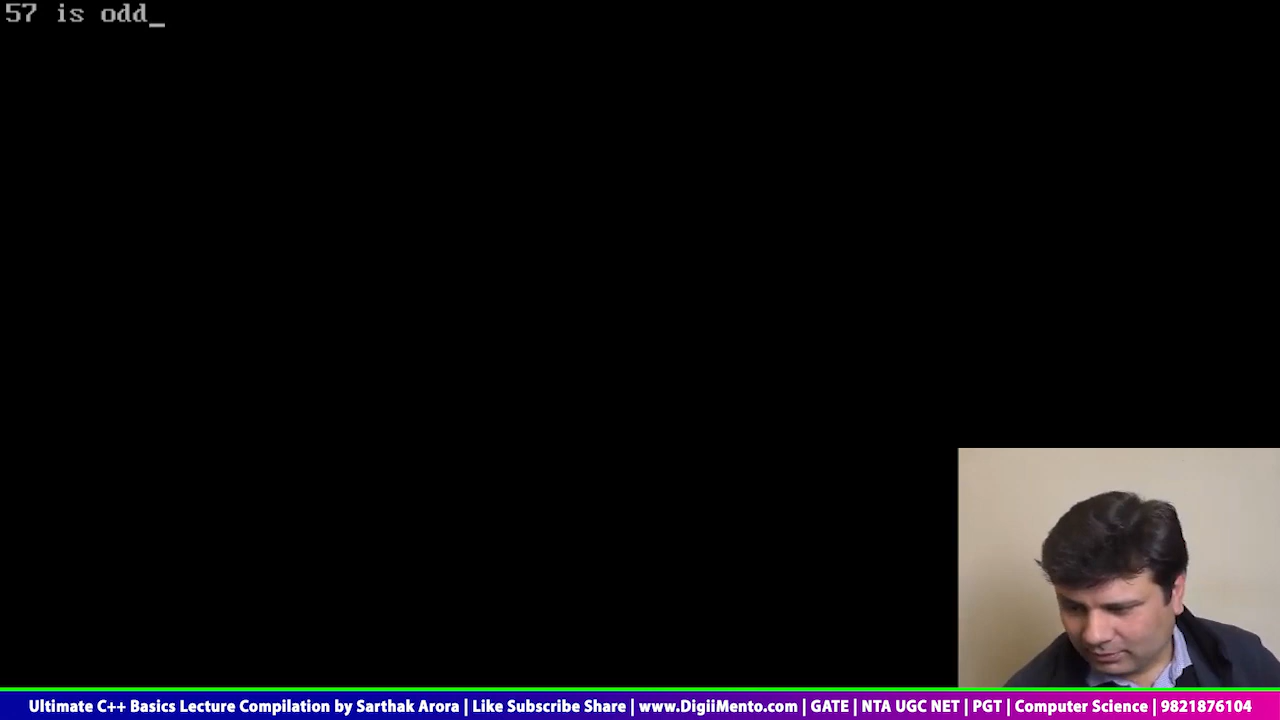 57 is odd_
Ultimate C++ Basics Lecture Compilation by Sarthak Arora | Like Subscribe Share | www.DigiiMento.com | GATE | NTA UGC NET | PGT | Computer Science | 9821876104